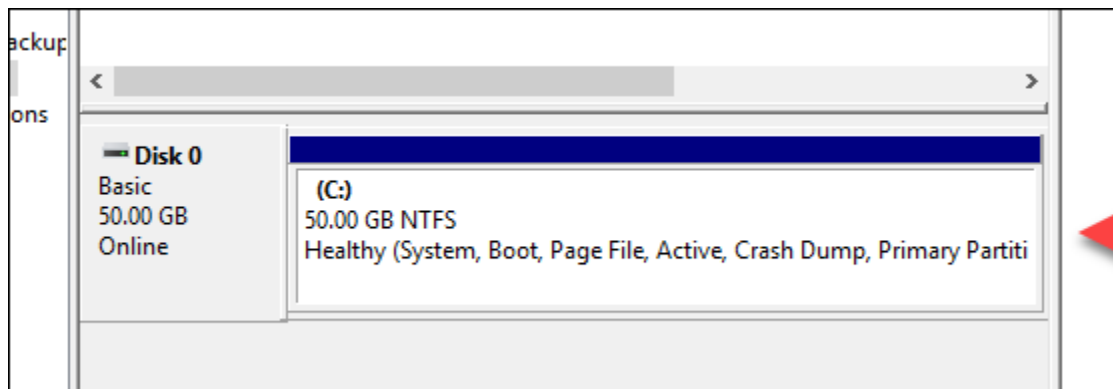 ackup
ons
Disk 0
Basic
50.00 GB
Online
(C:)
50.00 GB NTFS
Healthy (System, Boot, Page File, Active, Crash Dump, Primary Partiti